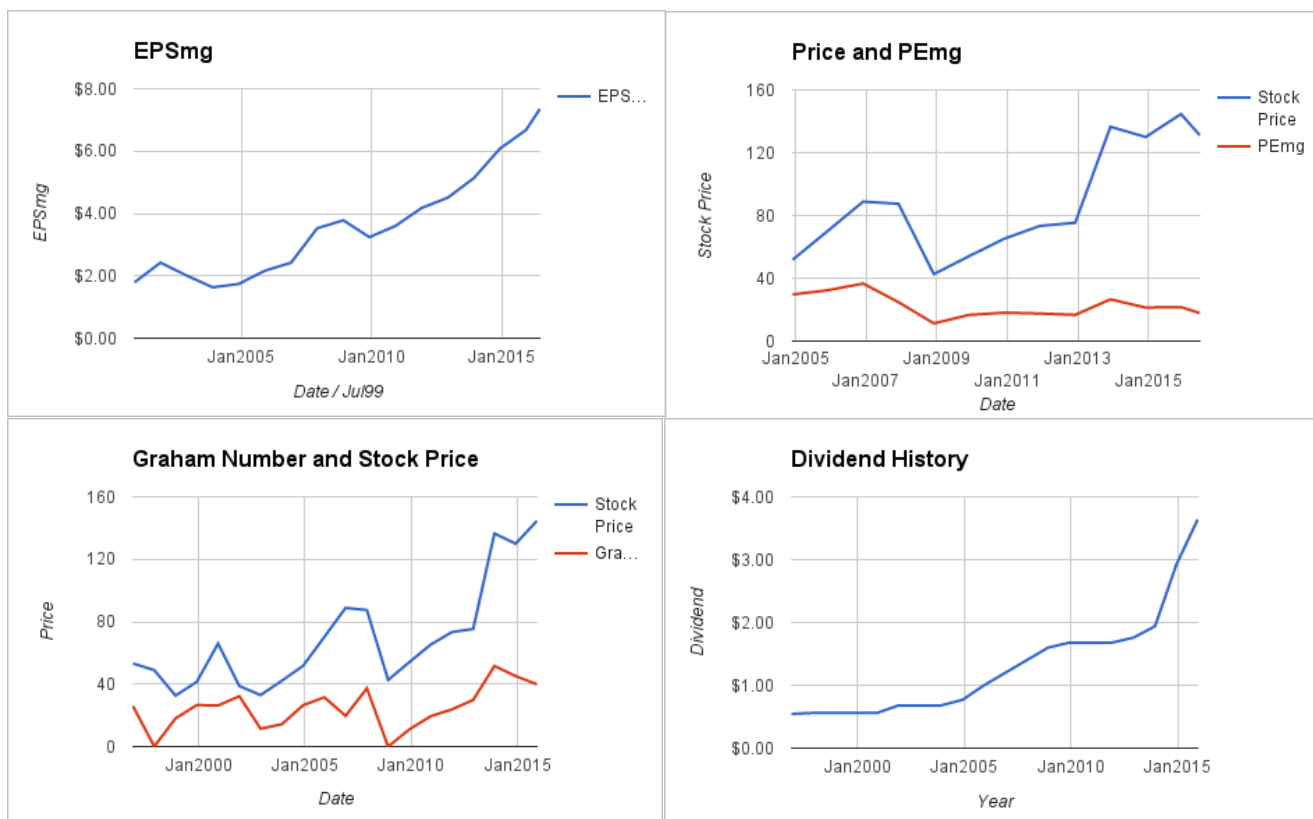 EPSmg
$8.00
$6.00
$4.00
$2.00
$0.00
EPSmg
EPS...
Jan2005 Jan2010 Jan2015
Date / Jul99
Price and PEmg
160
120
80
40
0
Stock Price
Stock
Price
PEmg
Jan2005 Jan2009 Jan2013
Jan2007 Jan2011 Jan2015
Date
Graham Number and Stock Price
160
120
80
40
0
Price
Stock
Price
Gra...
Jan2000 Jan2005 Jan2010 Jan2015
Date
Dividend History
$4.00
$3.00
$2.00
$1.00
$0.00
Dividend
Jan2000 Jan2005 Jan2010 Jan2015
Year